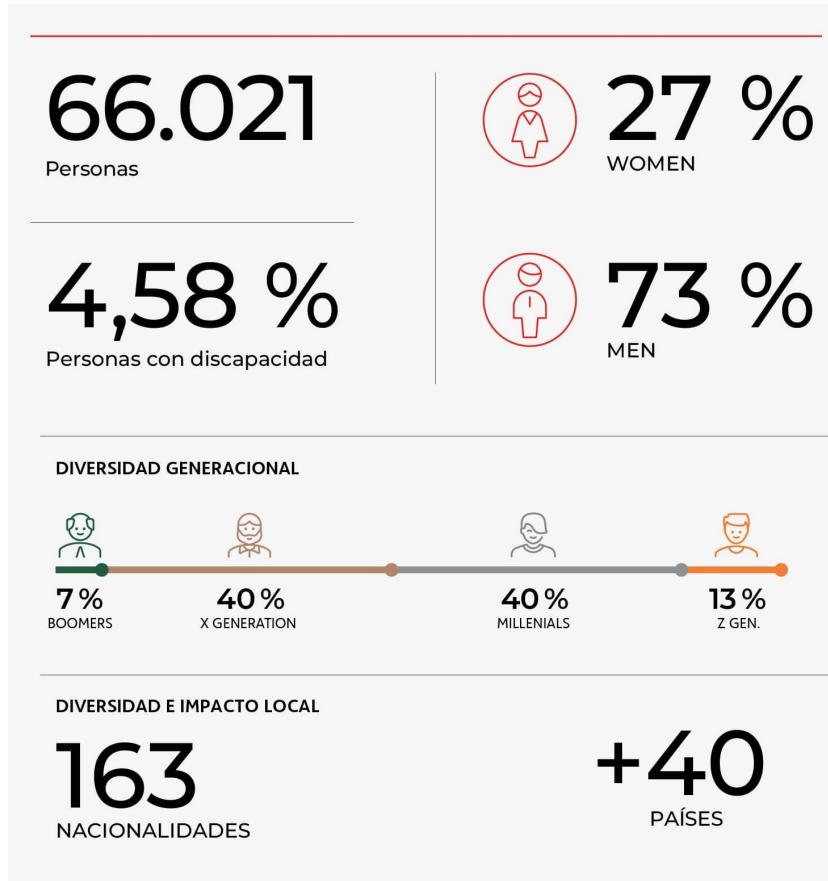 66.021
Personas
4,58 %
Personas con discapacidad
27 %
WOMEN
73 %
MEN
DIVERSIDAD GENERACIONAL
7 %
BOOMERS
40 %
X GENERATION
40 %
MILLENIALS
13 %
Z GEN.
DIVERSIDAD E IMPACTO LOCAL
163
NACIONALIDADES
+40
PAÍSES